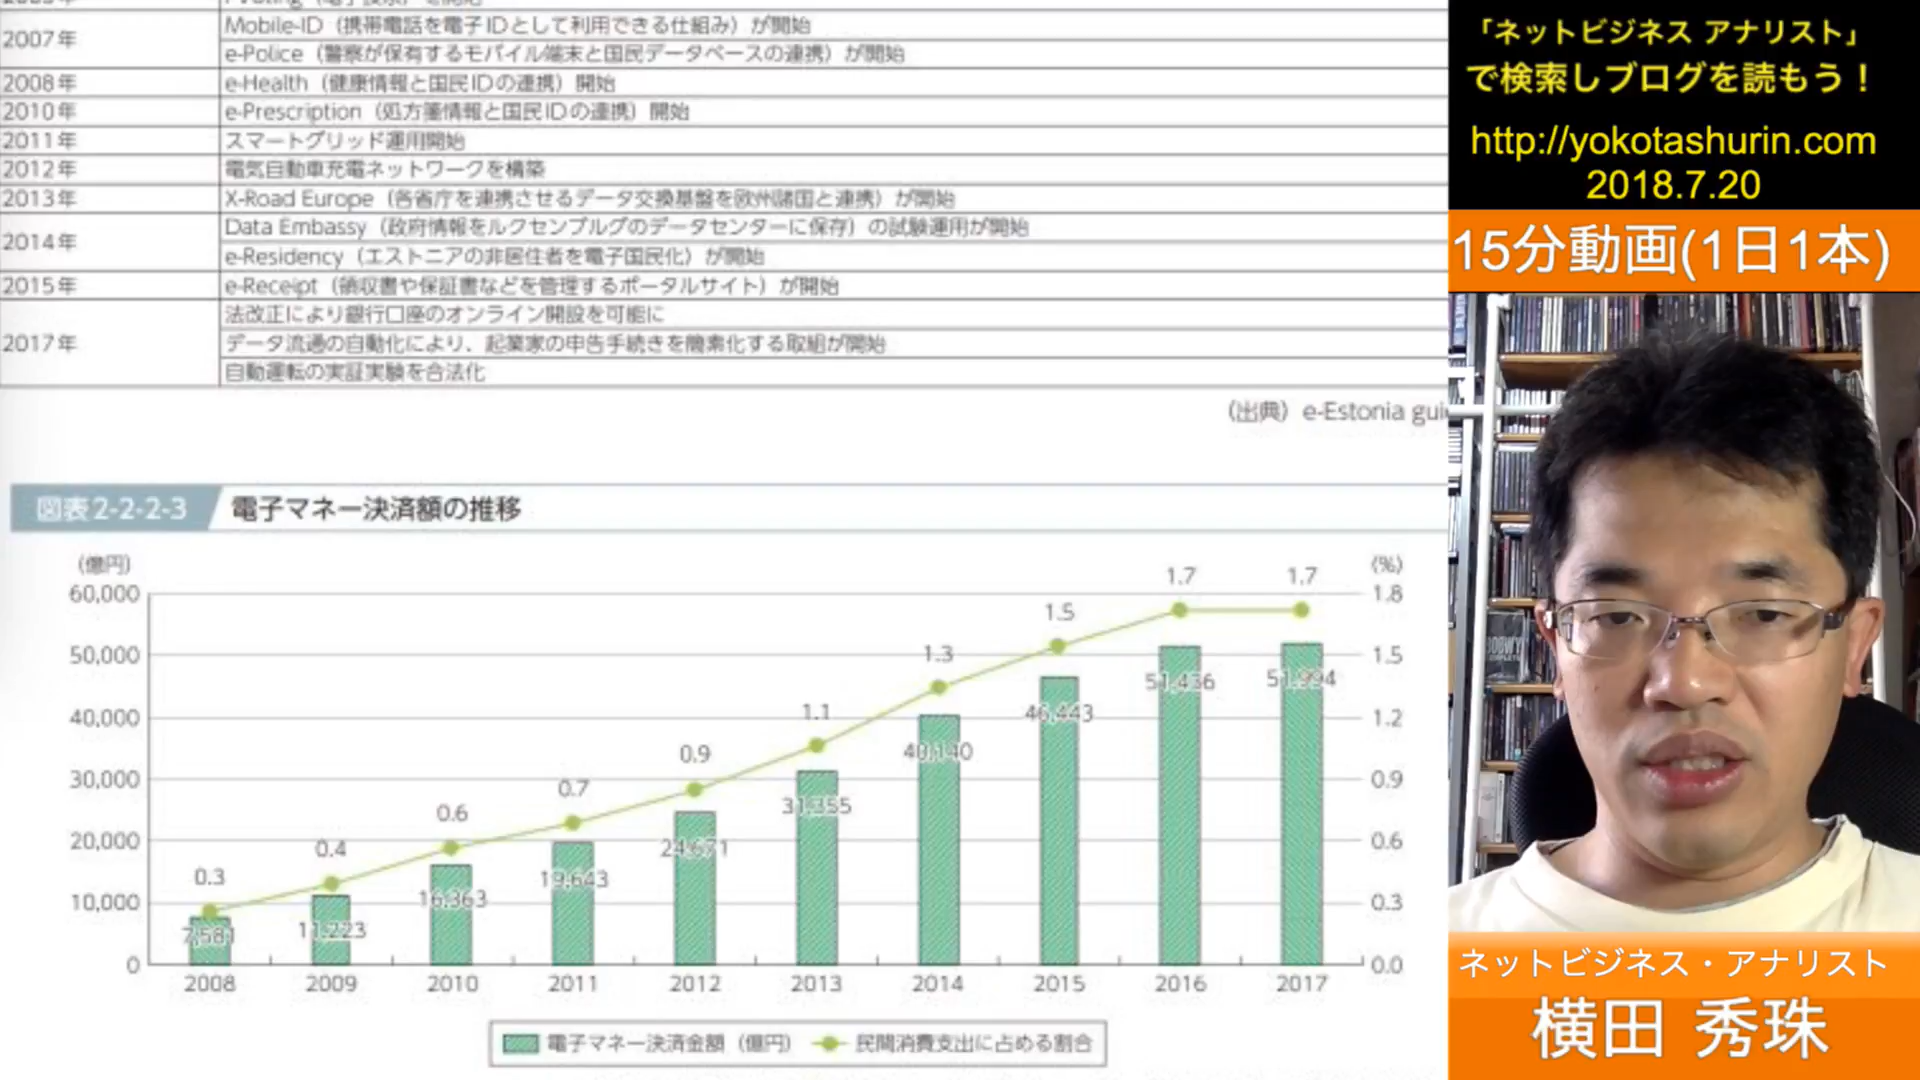 2007年
Mobile-ID（携帯電話を電子IDとして利用できる仕組み）が開始
e-Police（警察が保有するモバイル端末と国民データベースの連携）が開始
2008年
e-Health（健康情報と国民IDの連携）開始
2010年
e-Prescription（処方箋情報と国民IDの連携）開始
2011年
スマートグリッド運用開始
2012年
電気自動車充電ネットワークを構築
2013年
X-Road Europe（各省庁を連携させるデータ交換基盤を欧州諸国と連携）が開始
2014年
Data Embassy（政府情報をルクセンブルグのデータセンターに保存）の試験運用が開始
e-Residency（エストニアの非居住者を電子国民化）が開始
2015年
e-Receipt（領収書や保証書などを管理するポータルサイト）が開始
2017年
法改正により銀行口座のオンライン開設を可能に
データ流通の自動化により、起業家の申告手続きを簡素化する取組が開始
自動運転の実証実験を合法化
（出典）e-Estonia gui
図表2-2-2-3 電子マネー決済額の推移
（億円）
（%）
60,000
50,000
40,000
30,000
20,000
10,000
0
1.8
1.5
1.2
0.9
0.6
0.3
0.0
0.3
0.4
0.6
0.7
0.9
1.1
1.3
1.5
1.7
1.7
7,581
11,223
16,363
19,643
24,671
31,355
40,140
46,443
51,436
51,994
2008 2009 2010 2011 2012 2013 2014 2015 2016 2017
電子マネー決済金額（億円） 民間消費支出に占める割合
「ネットビジネス アナリスト」
で検索しブログを読もう！
http://yokotashurin.com
2018.7.20
15分動画(1日1本)
BOOWY
COMPLETE
ネットビジネス・アナリスト
横田 秀珠